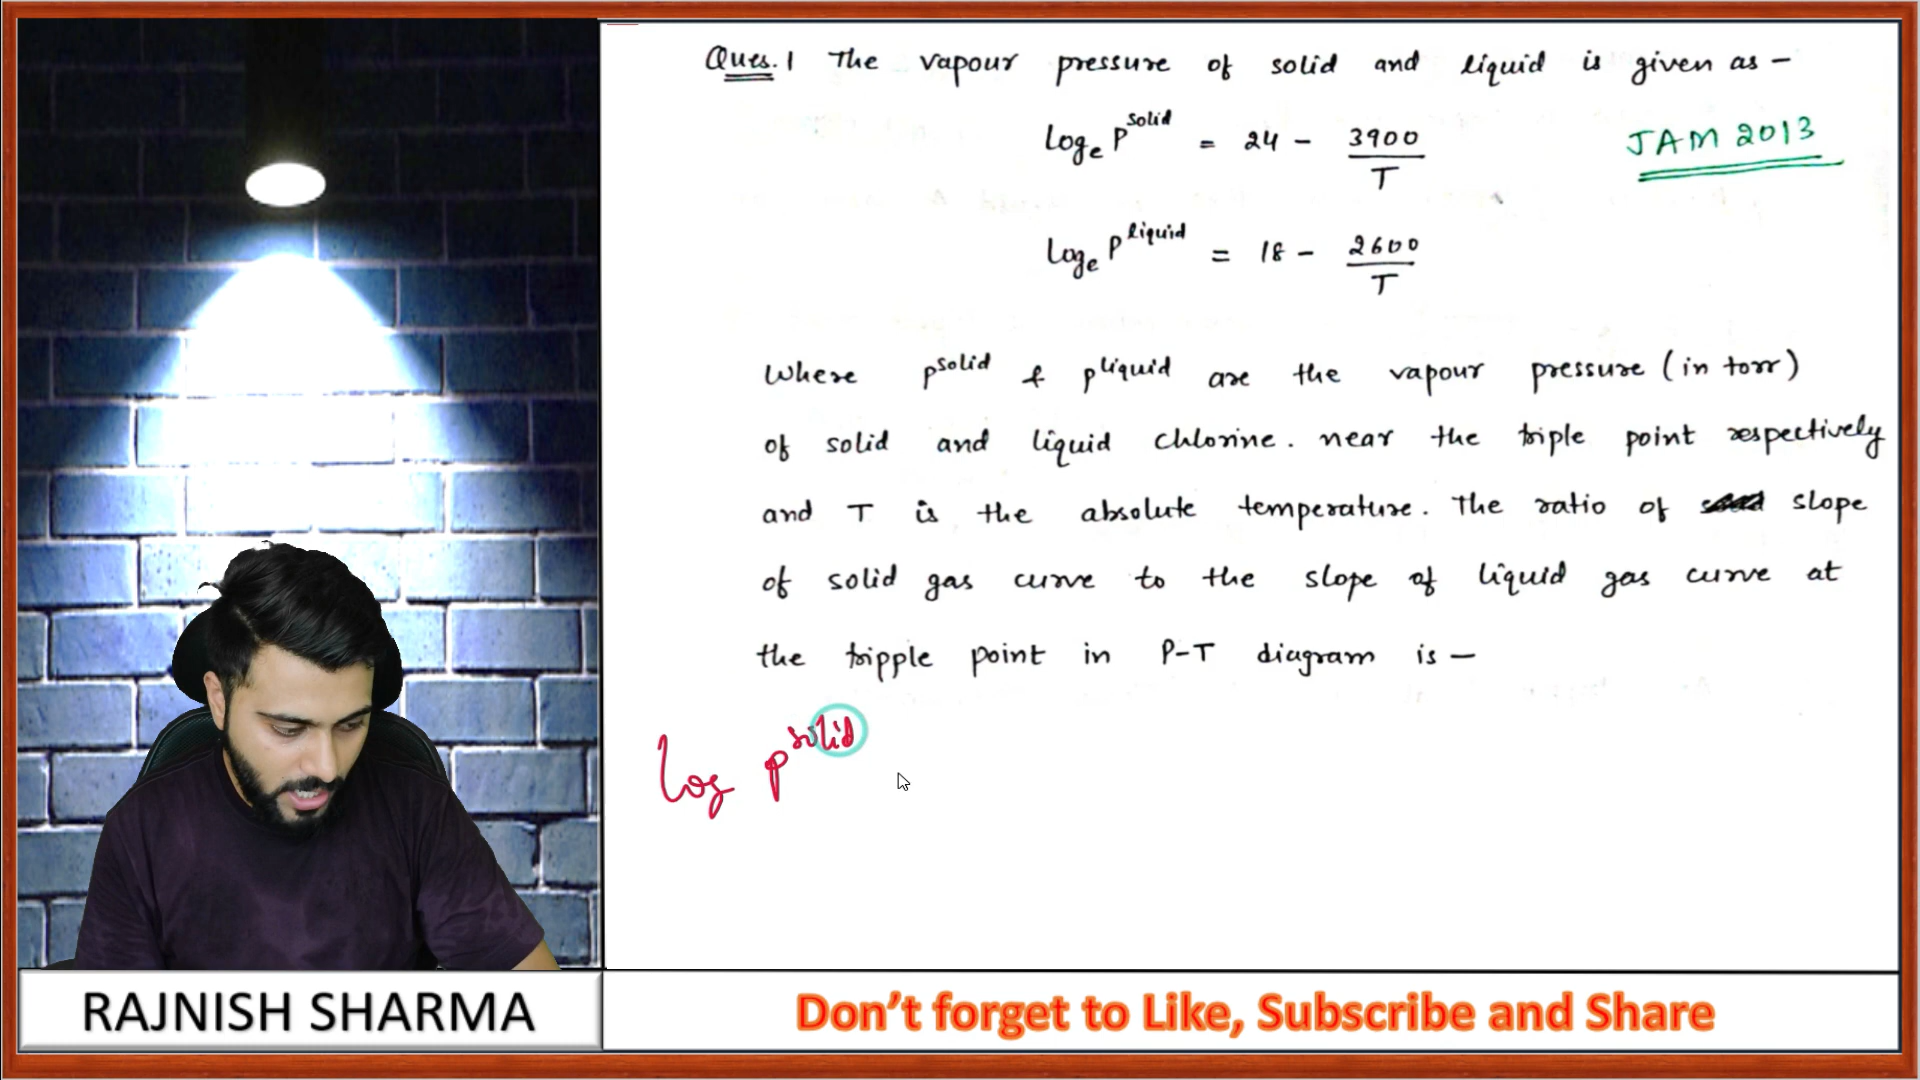 Ques. 1 The vapour pressure of solid and liquid is given as -
log_e P^solid = 24 - 3900/T
JAM 2013
log_e P^liquid = 18 - 2600/T
Where P^solid & P^liquid are the vapour pressure (in torr)
of solid and liquid chlorine. near the triple point respectively
and T is the absolute temperature. The ratio of slope
of solid gas curve to the slope of liquid gas curve at
the tripple point in P-T diagram is -
log P^solid
RAJNISH SHARMA
Don't forget to Like, Subscribe and Share